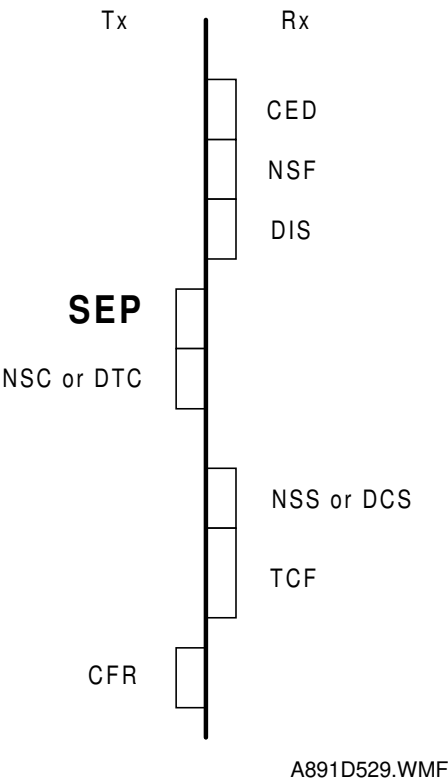 Tx Rx
CED
NSF
DIS
SEP
NSC or DTC
NSS or DCS
TCF
CFR
A891D529.WMF